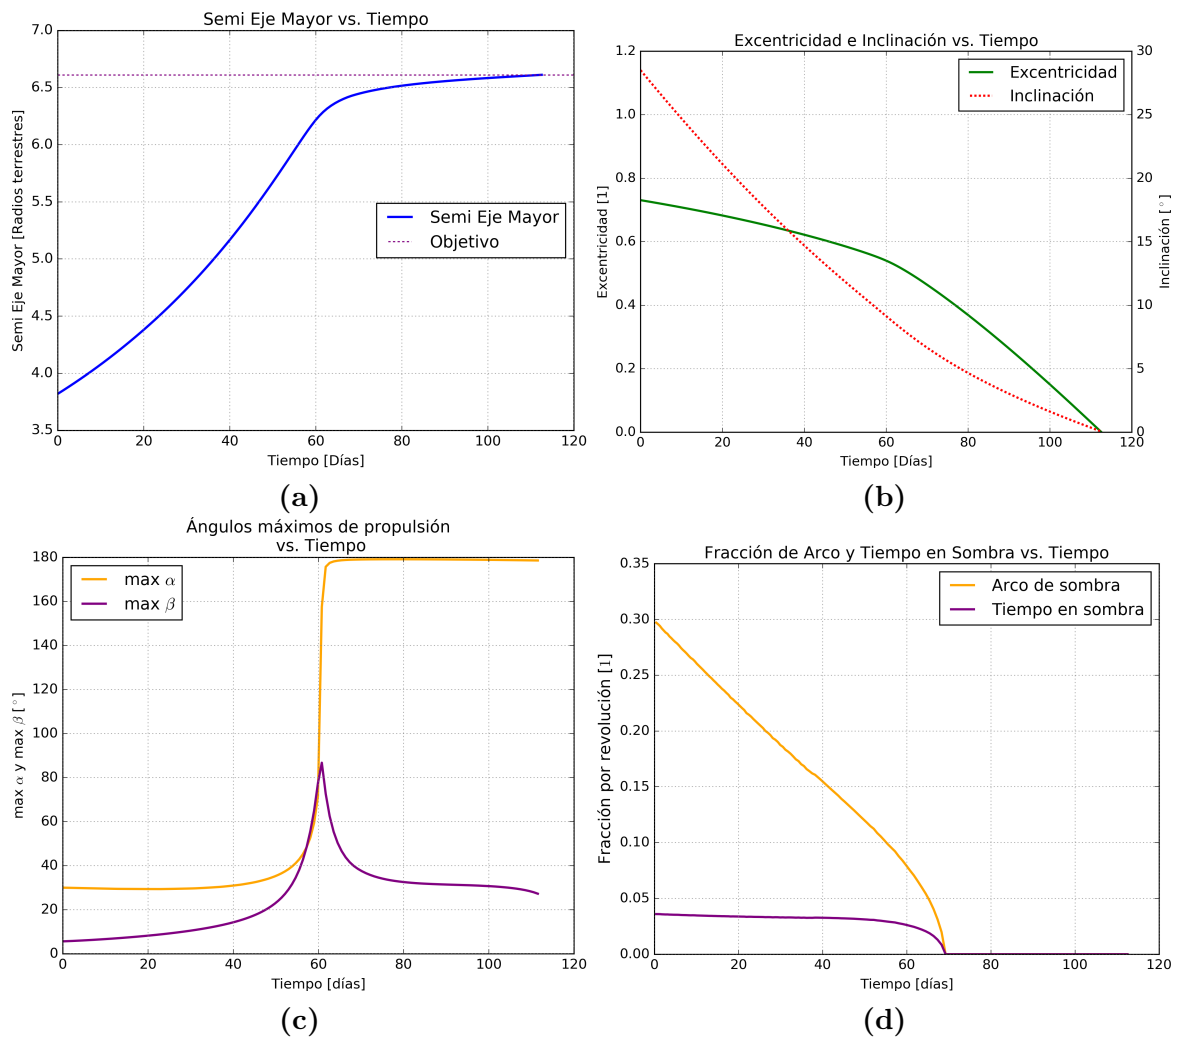 Semi Eje Mayor vs. Tiempo
7.0
6.5
6.0
5.5
5.0
4.5
4.0
3.5
Semi Eje Mayor [Radios terrestres]
Semi Eje Mayor
Objetivo
0 20 40 60 80 100 120
Tiempo [Días]
(a)
Excentricidad e Inclinación vs. Tiempo
1.2
1.0
0.8
0.6
0.4
0.2
0.0
Excentricidad [1]
Excentricidad
Inclinación
30
25
20
15
10
5
0
Inclinación [°]
0 20 40 60 80 100 120
Tiempo [Días]
(b)
Ángulos máximos de propulsión
vs. Tiempo
180
160
140
120
100
80
60
40
20
0
max α y max β [°]
max α
max β
0 20 40 60 80 100 120
Tiempo [días]
(c)
Fracción de Arco y Tiempo en Sombra vs. Tiempo
0.35
0.30
0.25
0.20
0.15
0.10
0.05
0.00
Fracción por revolución [1]
Arco de sombra
Tiempo en sombra
0 20 40 60 80 100 120
Tiempo [días]
(d)